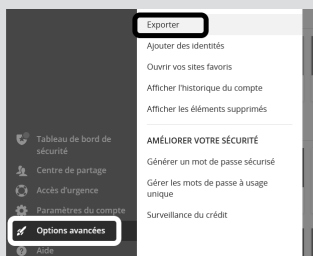 Exporter
Ajouter des identités
Ouvrir vos sites favoris
Afficher l'historique du compte
Afficher les éléments supprimés
AMÉLIORER VOTRE SÉCURITÉ
Générer un mot de passe sécurisé
Gérer les mots de passe à usage
unique
Surveillance du crédit
Tableau de bord de
sécurité
Centre de partage
Accès d'urgence
Paramètres du compte
Options avancées
Aide